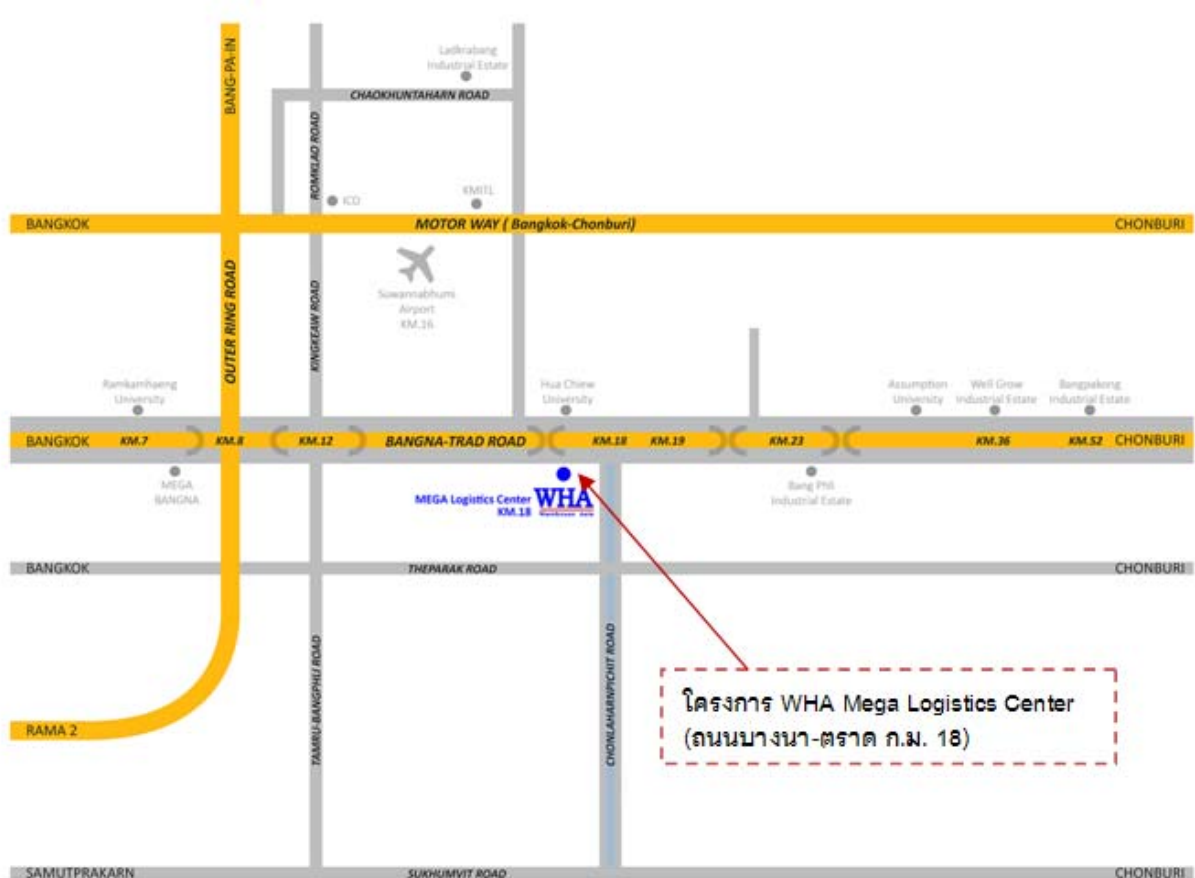 BANG-PA-IN
Ladkrabang
Industrial Estate
CHAOKHUNTAHARN ROAD
ROMKLAO ROAD
ICD
KMITL
BANGKOK
MOTOR WAY ( Bangkok-Chonburi)
CHONBURI
OUTER RING ROAD
KINGKEAW ROAD
Suwannabhumi
Airport
KM.16
Ramkamhaeng
University
Hua Chiew
University
Assumption
University
Well Grow
Industrial Estate
Bangpakong
Industrial Estate
BANGKOK
KM.7
KM.8
KM.12
BANGNA-TRAD ROAD
KM.18
KM.19
KM.23
KM.36
KM.52
CHONBURI
MEGA
BANGNA
MEGA Logistics Center
KM.18
WHA
Bang Phli
Industrial Estate
BANGKOK
THEPARAK ROAD
CHONBURI
TAMRU-BANGPHLI ROAD
CHONLAHARNPICHIT ROAD
โครงการ WHA Mega Logistics Center
(ถนนบางนา-ตราด ก.ม. 18)
RAMA 2
SAMUTPRAKARN
SUKHUMVIT ROAD
CHONBURI